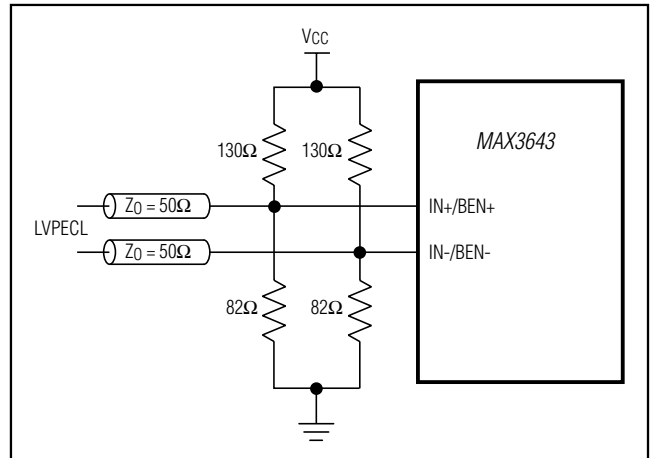 VCC
130Ω 130Ω
MAX3643
Z0 = 50Ω
IN+/BEN+
LVPECL
Z0 = 50Ω
IN-/BEN-
82Ω 82Ω